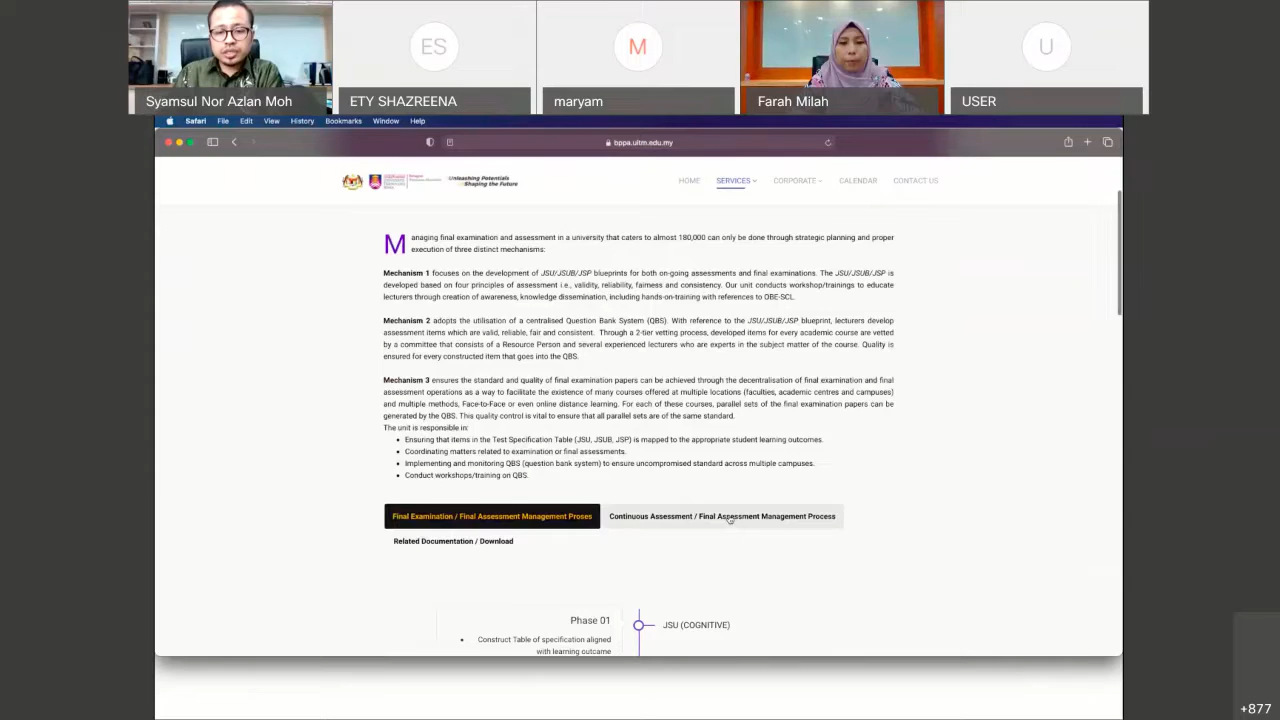 ES
M
U
Syamsul Nor Azlan Moh
ETY SHAZREENA
maryam
Farah Milah
USER
Safari File Edit View History Bookmarks Window Help
bppa.uitm.edu.my
Unleashing Potentials
Shaping the Future
HOME SERVICES CORPORATE CALENDAR CONTACT US
Managing final examination and assessment in a university that caters to almost 180,000 can only be done through strategic planning and proper
execution of three distinct mechanisms:
Mechanism 1 focuses on the development of JSU/JSUB/JSP blueprints for both on-going assessments and final examinations. The JSU/JSUB/JSP is
developed based on four principles of assessment i.e., validity, reliability, fairness and consistency. Our unit conducts workshop/trainings to educate
lecturers through creation of awareness, knowledge dissemination, including hands-on-training with references to OBE-SCL.
Mechanism 2 adopts the utilisation of a centralised Question Bank System (QBS). With reference to the JSU/JSUB/JSP blueprint, lecturers develop
assessment items which are valid, reliable, fair and consistent. Through a 2-tier vetting process, developed items for every academic course are vetted
by a committee that consists of a Resource Person and several experienced lecturers who are experts in the subject matter of the course. Quality is
ensured for every constructed item that goes into the QBS.
Mechanism 3 ensures the standard and quality of final examination papers can be achieved through the decentralisation of final examination and final
assessment operations as a way to facilitate the existence of many courses offered at multiple locations (faculties, academic centres and campuses)
and multiple methods, Face-to-Face or even online distance learning. For each of these courses, parallel sets of the final examination papers can be
generated by the QBS. This quality control is vital to ensure that all parallel sets are of the same standard.
The unit is responsible in:
• Ensuring that items in the Test Specification Table (JSU, JSUB, JSP) is mapped to the appropriate student learning outcomes.
• Coordinating matters related to examination or final assessments.
• Implementing and monitoring QBS (question bank system) to ensure uncompromised standard across multiple campuses.
• Conduct workshops/training on QBS.
Final Examination / Final Assessment Management Proses
Continuous Assessment / Final Assessment Management Process
Related Documentation / Download
Phase 01
JSU (COGNITIVE)
• Construct Table of specification aligned
with learning outcome
+877